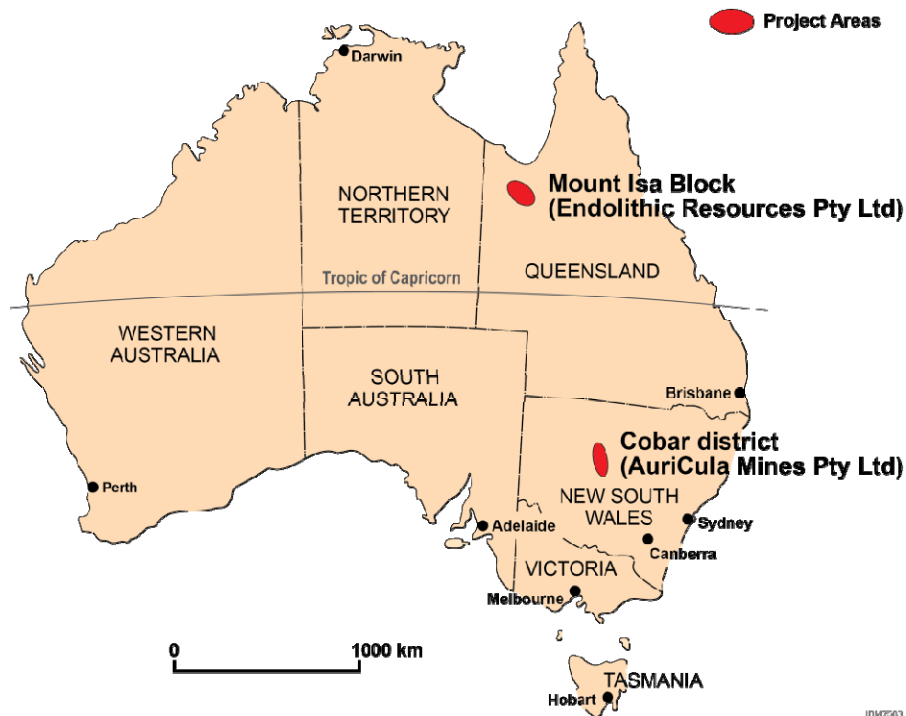 Project Areas
Darwin
Mount Isa Block
(Endolithic Resources Pty Ltd)
NORTHERN
TERRITORY
QUEENSLAND
Tropic of Capricorn
WESTERN
AUSTRALIA
SOUTH
AUSTRALIA
Brisbane
Cobar district
(AuriCula Mines Pty Ltd)
Perth
NEW SOUTH
WALES
Adelaide
Sydney
Canberra
VICTORIA
Melbourne
0 1000 km
TASMANIA
Hobart